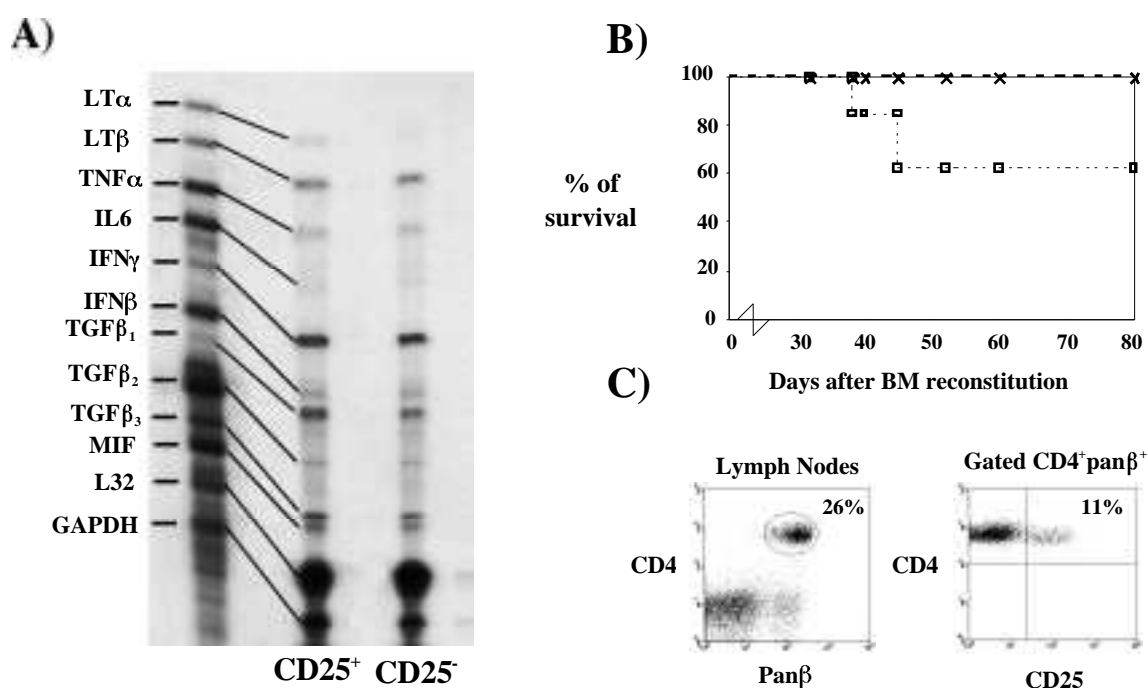 A)
LTα
LTβ
TNFα
IL6
IFNγ
IFNβ
TGFβ1
TGFβ2
TGFβ3
MIF
L32
GAPDH
CD25+ CD25-
B)
% of
survival
100
80
60
40
20
0
0 30 40 50 60 70 80
Days after BM reconstitution
C)
Lymph Nodes
26%
CD4
Panβ
Gated CD4+panβ+
11%
CD4
CD25